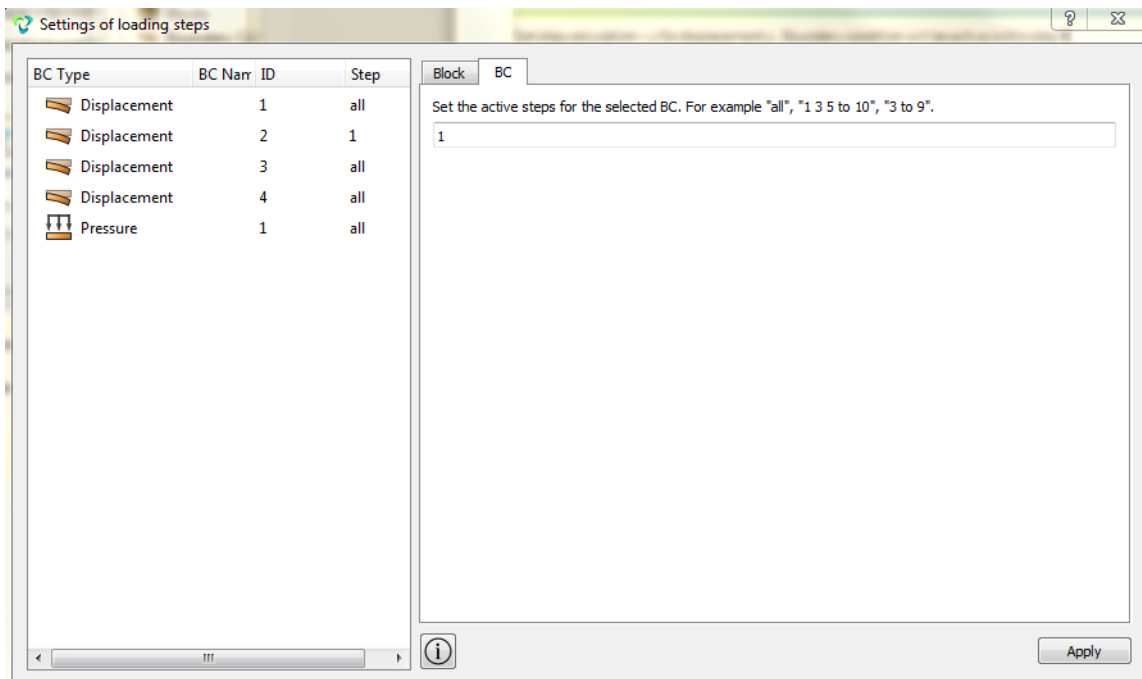 Settings of loading steps
BC Type BC Nam ID Step
Displacement 1 all
Displacement 2 1
Displacement 3 all
Displacement 4 all
Pressure 1 all
Block BC
Set the active steps for the selected BC. For example "all", "1 3 5 to 10", "3 to 9".
1
Apply